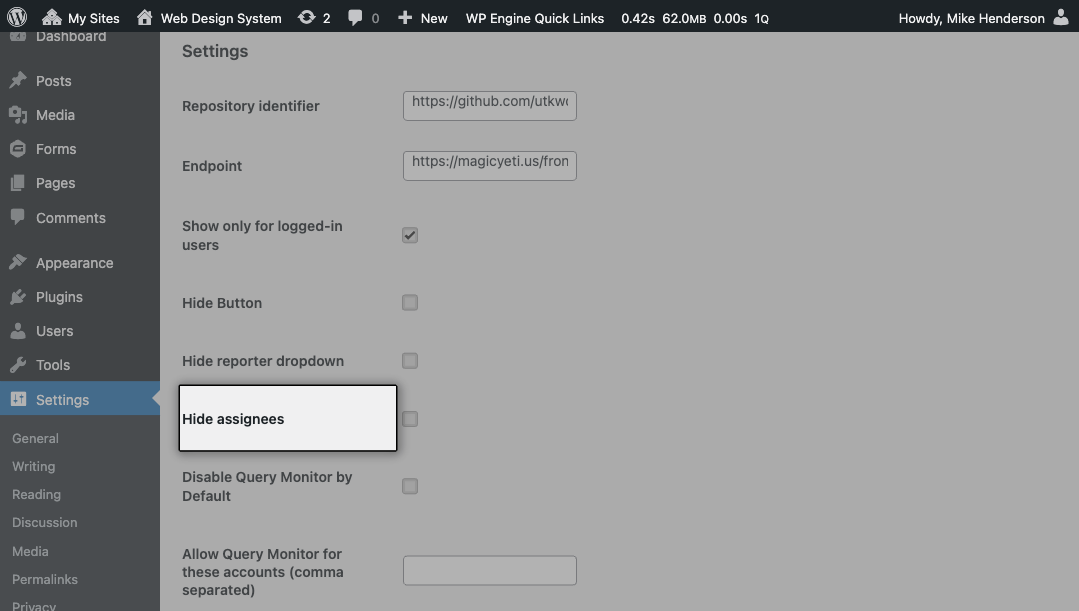 My Sites Web Design System 2 0 New WP Engine Quick Links 0.42s 62.0MB 0.00s 1Q Howdy, Mike Henderson
Dashboard
Posts
Media
Forms
Pages
Comments
Appearance
Plugins
Users
Tools
Settings
General
Writing
Reading
Discussion
Media
Permalinks
Privacy
Settings
Repository identifier https://github.com/utkw
Endpoint https://magicyeti.us/fron
Show only for logged-in
users
Hide Button
Hide reporter dropdown
Hide assignees
Disable Query Monitor by
Default
Allow Query Monitor for
these accounts (comma
separated)